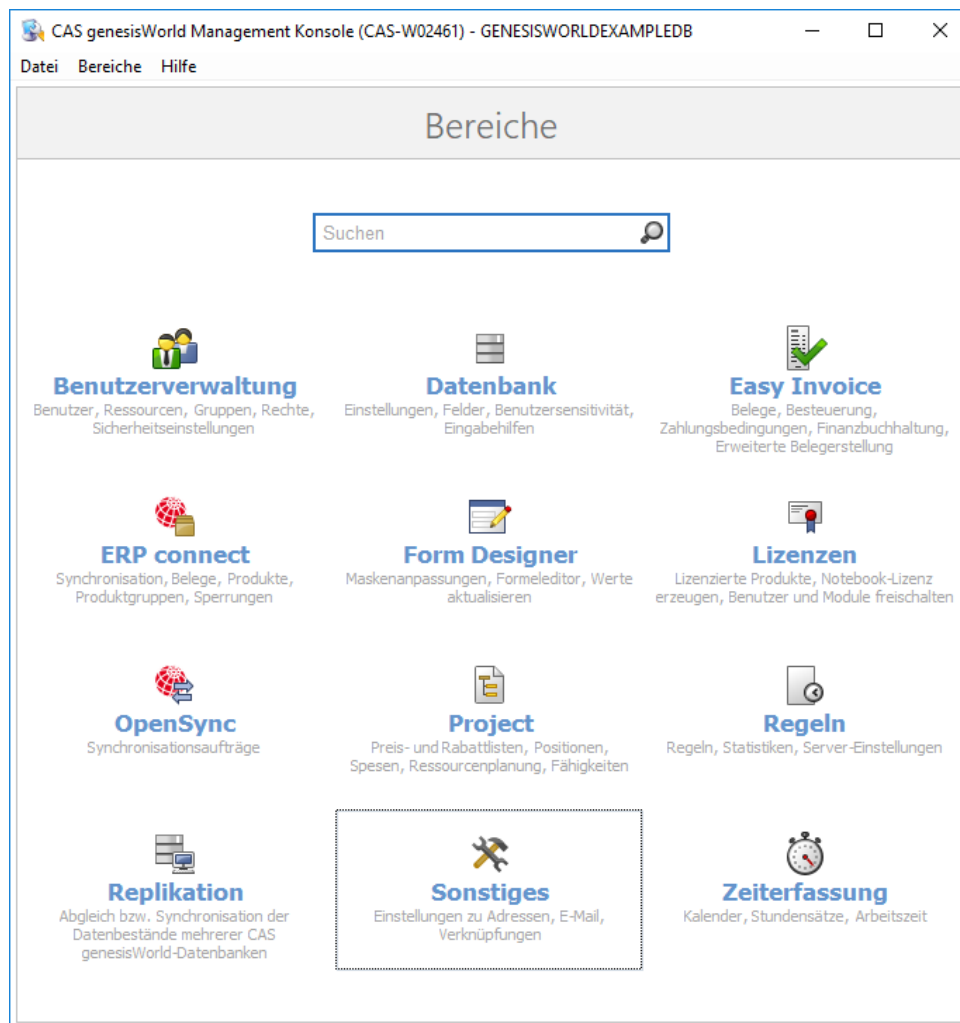 CAS genesisWorld Management Konsole (CAS-W02461) - GENESISWORLDEXAMPLEDB
Datei Bereiche Hilfe
Bereiche
Suchen
Benutzerverwaltung
Benutzer, Ressourcen, Gruppen, Rechte,
Sicherheitseinstellungen
Datenbank
Einstellungen, Felder, Benutzersensitivität,
Eingabehilfen
Easy Invoice
Belege, Besteuerung,
Zahlungsbedingungen, Finanzbuchhaltung,
Erweiterte Belegerstellung
ERP connect
Synchronisation, Belege, Produkte,
Produktgruppen, Sperrungen
Form Designer
Maskenanpassungen, Formeleditor, Werte
aktualisieren
Lizenzen
Lizenzierte Produkte, Notebook-Lizenz
erzeugen, Benutzer und Module freischalten
OpenSync
Synchronisationsaufträge
Project
Preis- und Rabattlisten, Positionen,
Spesen, Ressourcenplanung, Fähigkeiten
Regeln
Regeln, Statistiken, Server-Einstellungen
Replikation
Abgleich bzw. Synchronisation der
Datenbestände mehrerer CAS
genesisWorld-Datenbanken
Sonstiges
Einstellungen zu Adressen, E-Mail,
Verknüpfungen
Zeiterfassung
Kalender, Stundensätze, Arbeitszeit